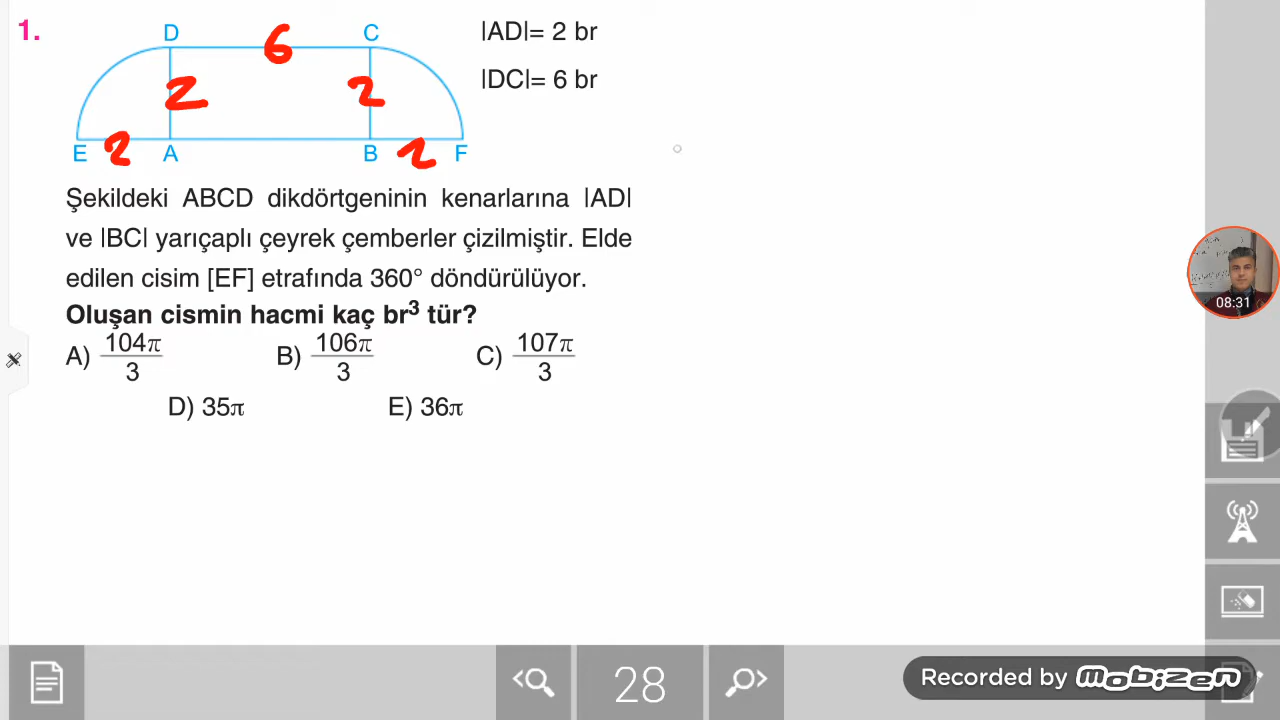 1.
D
C
6
2
2
E
2
A
B
2
F
|AD|= 2 br
|DC|= 6 br
Şekildeki ABCD dikdörtgeninin kenarlarına |AD|
ve |BC| yarıçaplı çeyrek çemberler çizilmiştir. Elde
edilen cisim [EF] etrafında 360° döndürülüyor.
Oluşan cismin hacmi kaç br³ tür?
A) 104π/3 B) 106π/3 C) 107π/3
D) 35π E) 36π
08:31
28
Recorded by mobizen